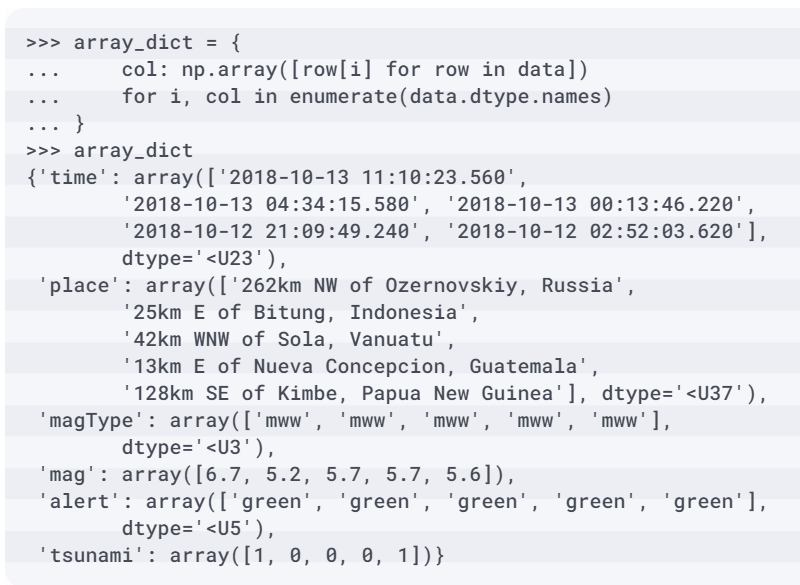 >>> array_dict = {
...     col: np.array([row[i] for row in data])
...     for i, col in enumerate(data.dtype.names)
... }
>>> array_dict
{'time': array(['2018-10-13 11:10:23.560',
        '2018-10-13 04:34:15.580', '2018-10-13 00:13:46.220',
        '2018-10-12 21:09:49.240', '2018-10-12 02:52:03.620'],
        dtype='<U23'),
 'place': array(['262km NW of Ozernovskiy, Russia',
        '25km E of Bitung, Indonesia',
        '42km WNW of Sola, Vanuatu',
        '13km E of Nueva Concepcion, Guatemala',
        '128km SE of Kimbe, Papua New Guinea'], dtype='<U37'),
 'magType': array(['mww', 'mww', 'mww', 'mww', 'mww'],
        dtype='<U3'),
 'mag': array([6.7, 5.2, 5.7, 5.7, 5.6]),
 'alert': array(['green', 'green', 'green', 'green', 'green'],
        dtype='<U5'),
 'tsunami': array([1, 0, 0, 0, 1])}